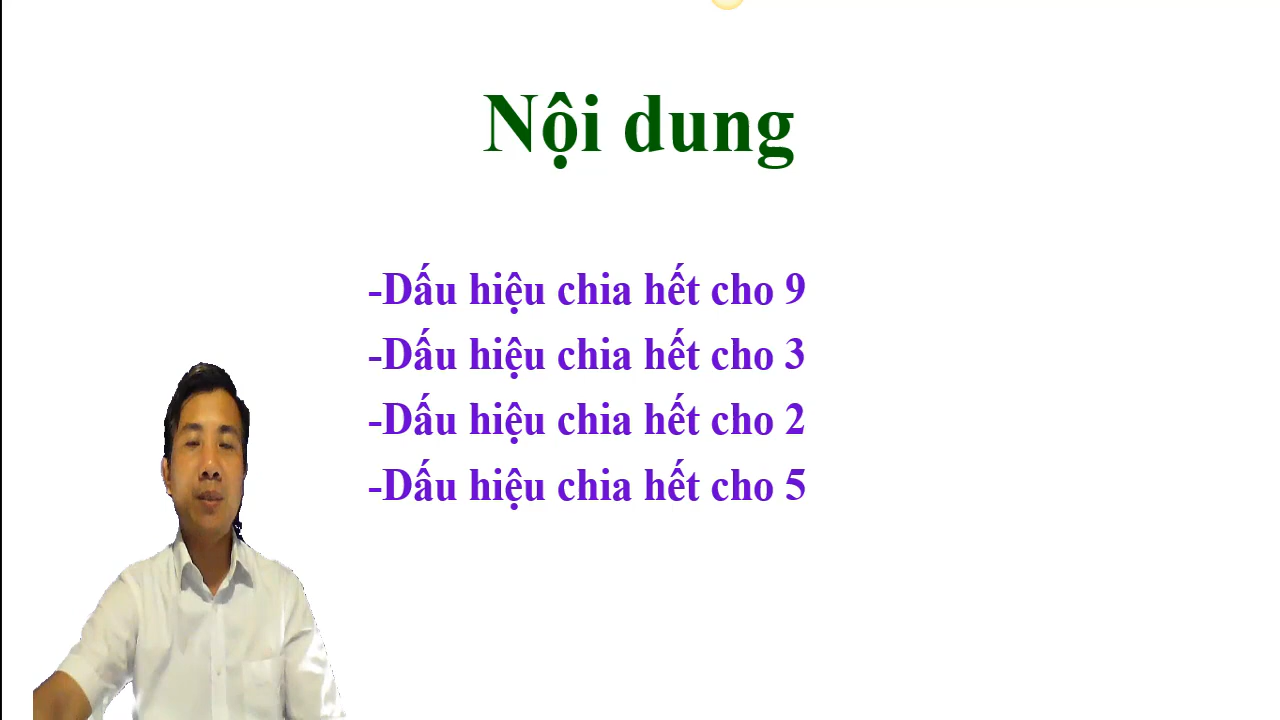 Nội dung
-Dấu hiệu chia hết cho 9
-Dấu hiệu chia hết cho 3
-Dấu hiệu chia hết cho 2
-Dấu hiệu chia hết cho 5